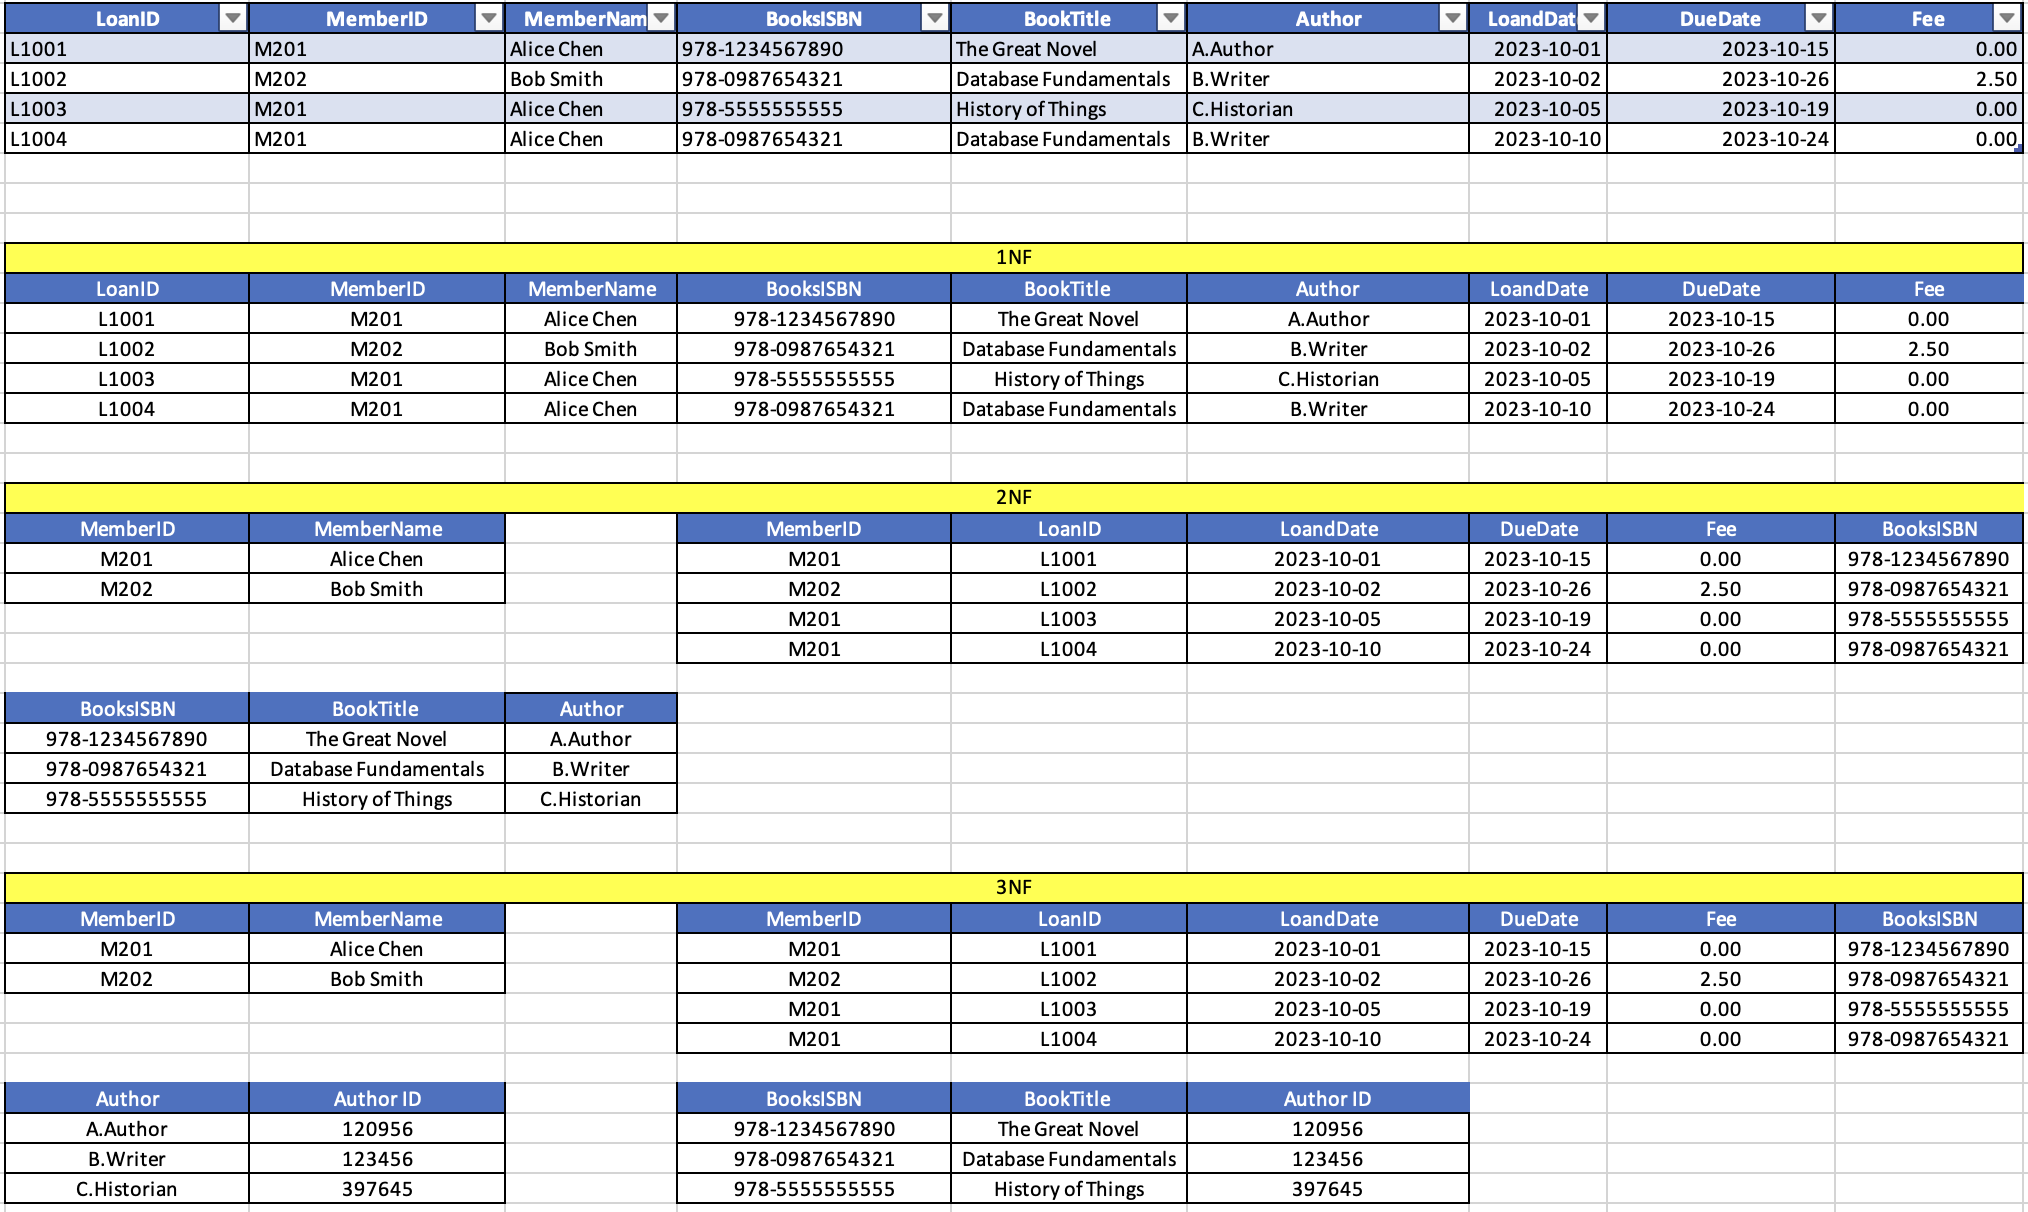 LoanID MemberID MemberNam BooksISBN BookTitle Author LoandDat DueDate Fee
L1001 M201 Alice Chen 978-1234567890 The Great Novel A.Author 2023-10-01 2023-10-15 0.00
L1002 M202 Bob Smith 978-0987654321 Database Fundamentals B.Writer 2023-10-02 2023-10-26 2.50
L1003 M201 Alice Chen 978-5555555555 History of Things C.Historian 2023-10-05 2023-10-19 0.00
L1004 M201 Alice Chen 978-0987654321 Database Fundamentals B.Writer 2023-10-10 2023-10-24 0.00
1NF
LoanID MemberID MemberName BooksISBN BookTitle Author LoandDate DueDate Fee
L1001 M201 Alice Chen 978-1234567890 The Great Novel A.Author 2023-10-01 2023-10-15 0.00
L1002 M202 Bob Smith 978-0987654321 Database Fundamentals B.Writer 2023-10-02 2023-10-26 2.50
L1003 M201 Alice Chen 978-5555555555 History of Things C.Historian 2023-10-05 2023-10-19 0.00
L1004 M201 Alice Chen 978-0987654321 Database Fundamentals B.Writer 2023-10-10 2023-10-24 0.00
2NF
MemberID MemberName MemberID LoanID LoandDate DueDate Fee BooksISBN
M201 Alice Chen M201 L1001 2023-10-01 2023-10-15 0.00 978-1234567890
M202 Bob Smith M202 L1002 2023-10-02 2023-10-26 2.50 978-0987654321
M201 L1003 2023-10-05 2023-10-19 0.00 978-5555555555
M201 L1004 2023-10-10 2023-10-24 0.00 978-0987654321
BooksISBN BookTitle Author
978-1234567890 The Great Novel A.Author
978-0987654321 Database Fundamentals B.Writer
978-5555555555 History of Things C.Historian
3NF
MemberID MemberName MemberID LoanID LoandDate DueDate Fee BooksISBN
M201 Alice Chen M201 L1001 2023-10-01 2023-10-15 0.00 978-1234567890
M202 Bob Smith M202 L1002 2023-10-02 2023-10-26 2.50 978-0987654321
M201 L1003 2023-10-05 2023-10-19 0.00 978-5555555555
M201 L1004 2023-10-10 2023-10-24 0.00 978-0987654321
Author Author ID BooksISBN BookTitle Author ID
A.Author 120956 978-1234567890 The Great Novel 120956
B.Writer 123456 978-0987654321 Database Fundamentals 123456
C.Historian 397645 978-5555555555 History of Things 397645